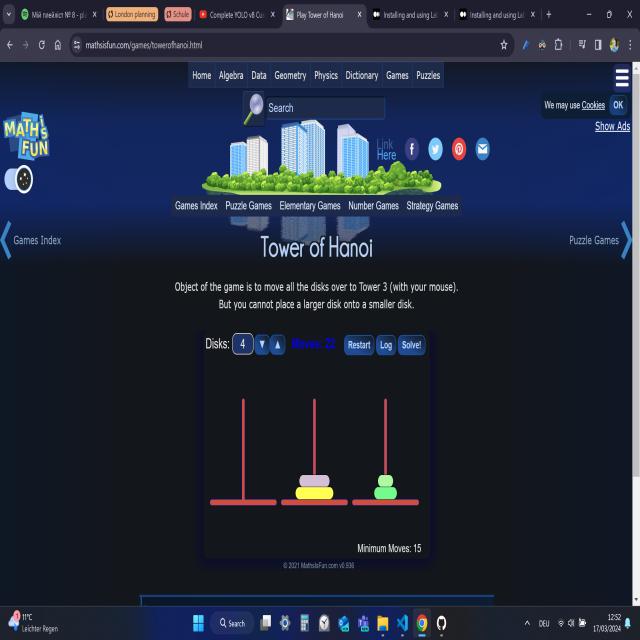 Мій плейліст № 8 - pl
London planning
Schule
Complete YOLO v8 Cu
Play Tower of Hanoi
Installing and using La
Installing and using La
mathsisfun.com/games/towerofhanoi.html
Home Algebra Data Geometry Physics Dictionary Games Puzzles
Search
We may use Cookies OK
Show Ads
MATH IS FUN
Link
Here
Games Index Puzzle Games Elementary Games Number Games Strategy Games
Games Index
Puzzle Games
Tower of Hanoi
Object of the game is to move all the disks over to Tower 3 (with your mouse).
But you cannot place a larger disk onto a smaller disk.
Disks: 4 ▼ ▲ Moves: 22 Restart Log Solve!
Minimum Moves: 15
© 2021 MathsIsFun.com v0.936
11°C
Leichter Regen
Search
DEU
12:52
17/03/2024